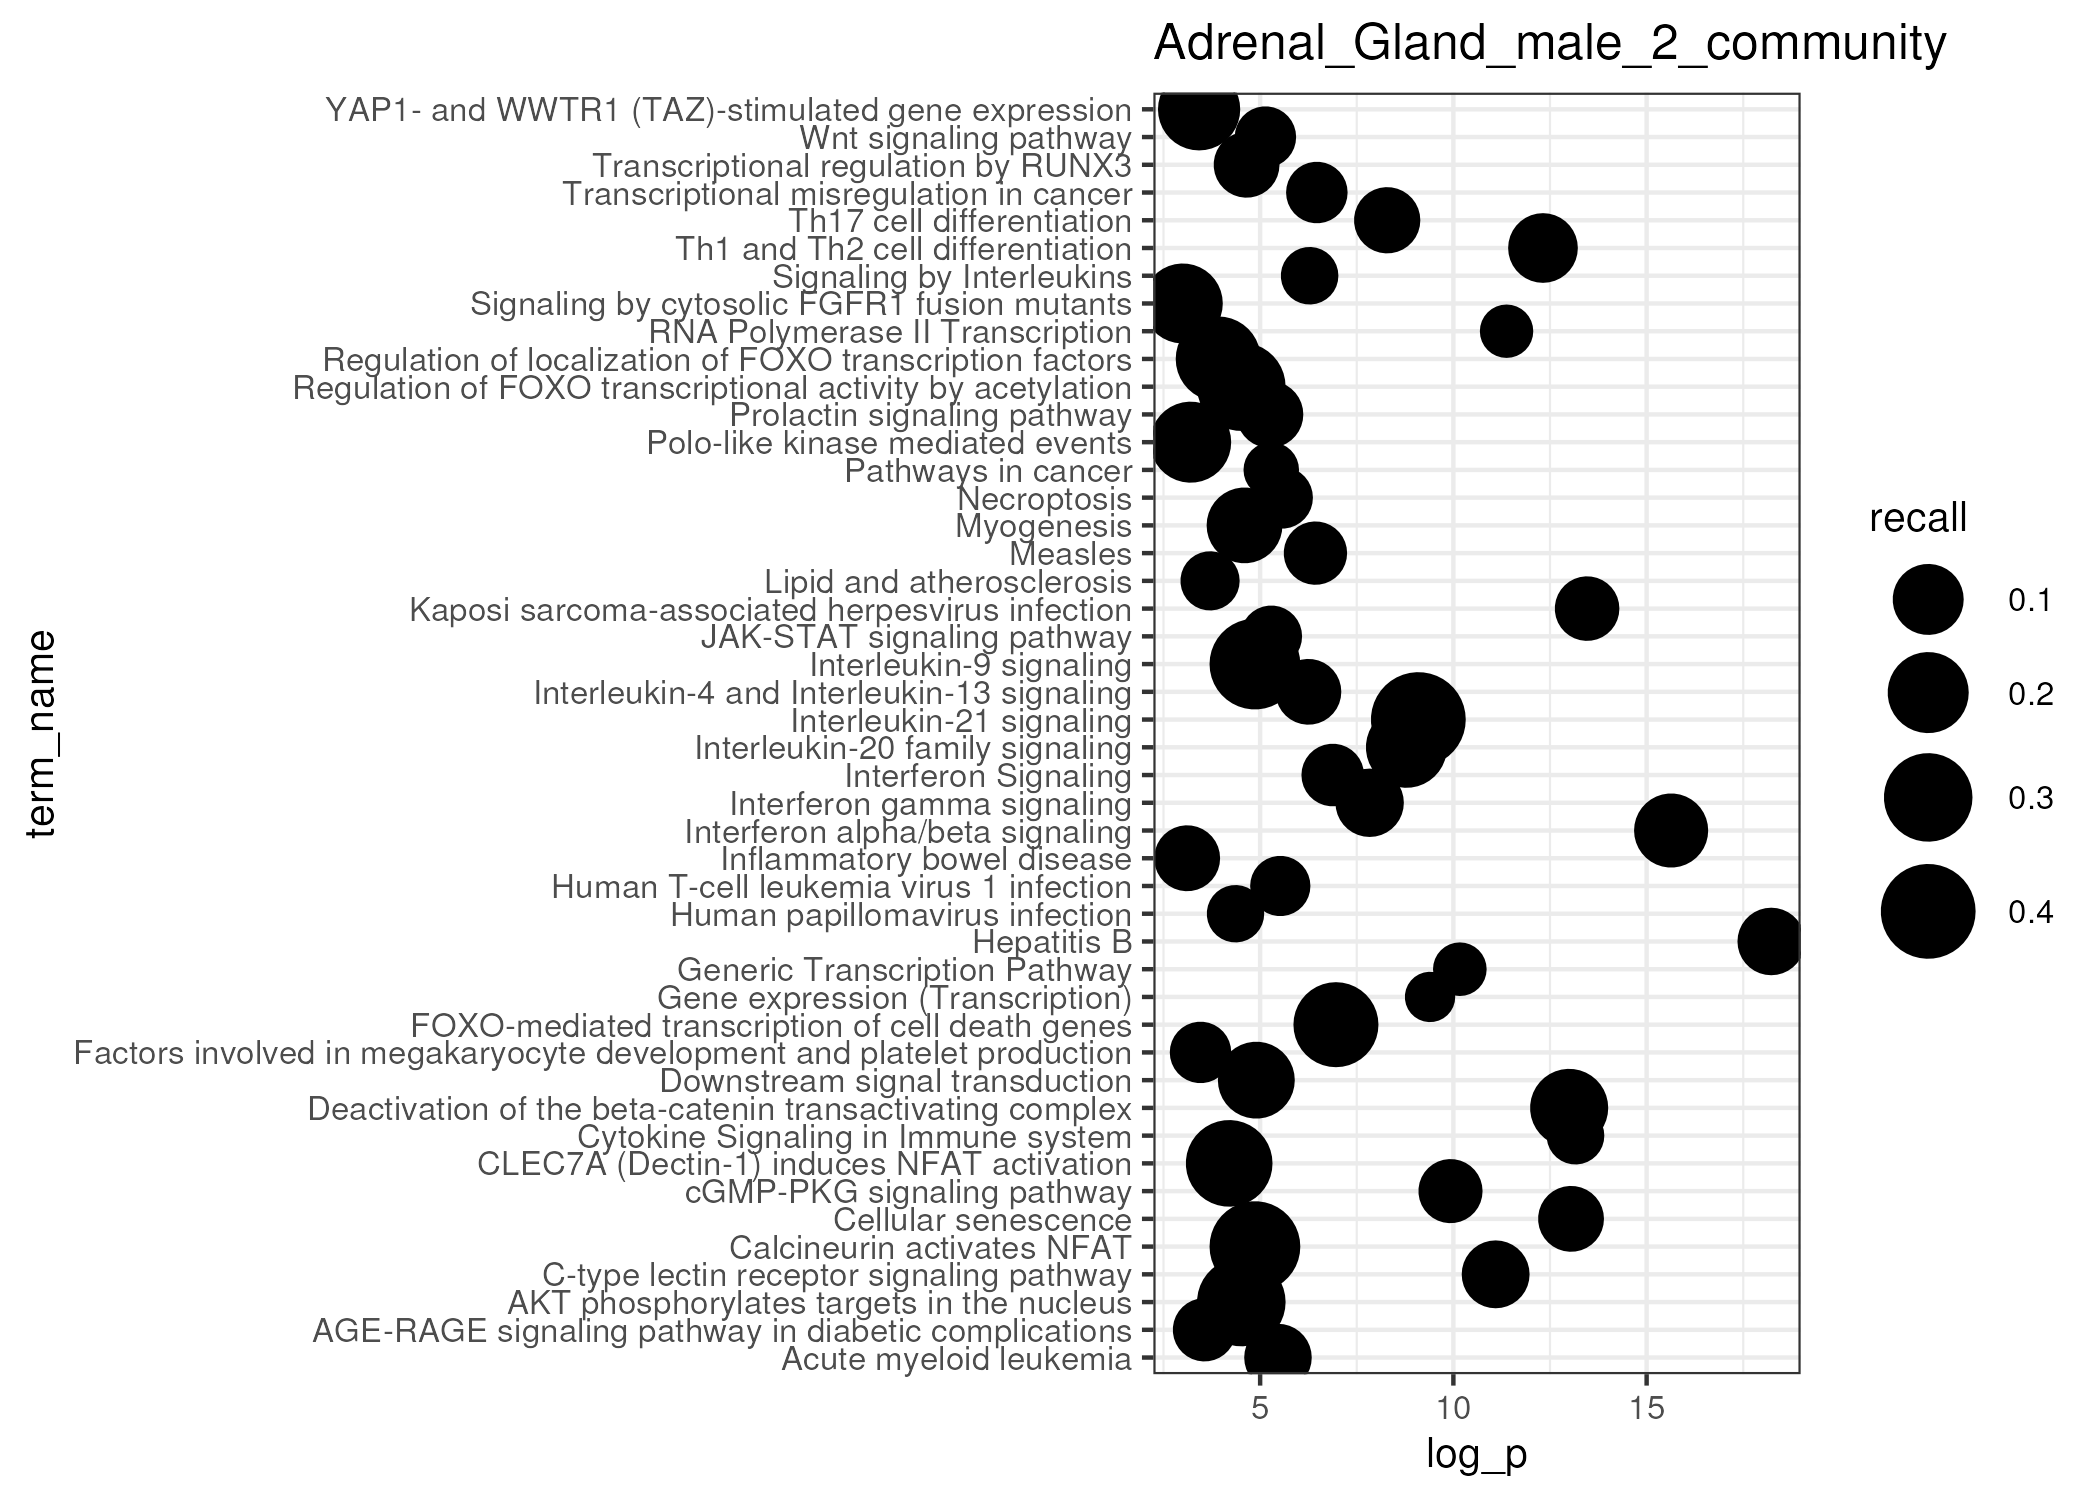 Adrenal_Gland_male_2_community
YAP1- and WWTR1 (TAZ)-stimulated gene expression
Wnt signaling pathway
Transcriptional regulation by RUNX3
Transcriptional misregulation in cancer
Th17 cell differentiation
Th1 and Th2 cell differentiation
Signaling by Interleukins
Signaling by cytosolic FGFR1 fusion mutants
RNA Polymerase II Transcription
Regulation of localization of FOXO transcription factors
Regulation of FOXO transcriptional activity by acetylation
Prolactin signaling pathway
Polo-like kinase mediated events
Pathways in cancer
Necroptosis
Myogenesis
Measles
Lipid and atherosclerosis
Kaposi sarcoma-associated herpesvirus infection
JAK-STAT signaling pathway
Interleukin-9 signaling
Interleukin-4 and Interleukin-13 signaling
Interleukin-21 signaling
Interleukin-20 family signaling
Interferon Signaling
Interferon gamma signaling
Interferon alpha/beta signaling
Inflammatory bowel disease
Human T-cell leukemia virus 1 infection
Human papillomavirus infection
Hepatitis B
Generic Transcription Pathway
Gene expression (Transcription)
FOXO-mediated transcription of cell death genes
Factors involved in megakaryocyte development and platelet production
Downstream signal transduction
Deactivation of the beta-catenin transactivating complex
Cytokine Signaling in Immune system
CLEC7A (Dectin-1) induces NFAT activation
cGMP-PKG signaling pathway
Cellular senescence
Calcineurin activates NFAT
C-type lectin receptor signaling pathway
AKT phosphorylates targets in the nucleus
AGE-RAGE signaling pathway in diabetic complications
Acute myeloid leukemia
term_name
5 10 15
log_p
recall
0.1
0.2
0.3
0.4